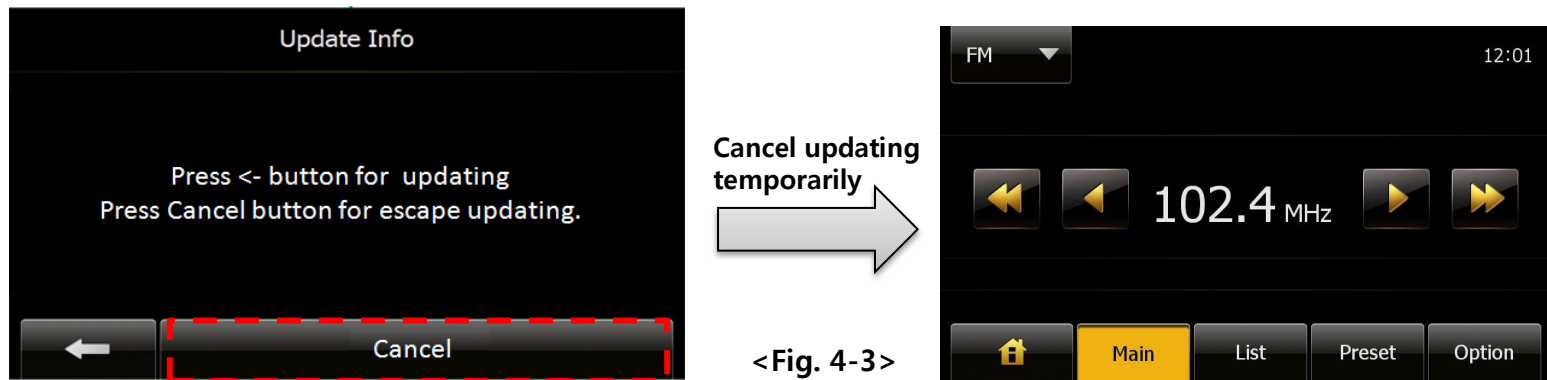 Update Info
Press <- button for  updating
Press Cancel button for escape updating.
Cancel
Cancel updating
temporarily
<Fig. 4-3>
FM
12:01
102.4 MHz
Main
List
Preset
Option